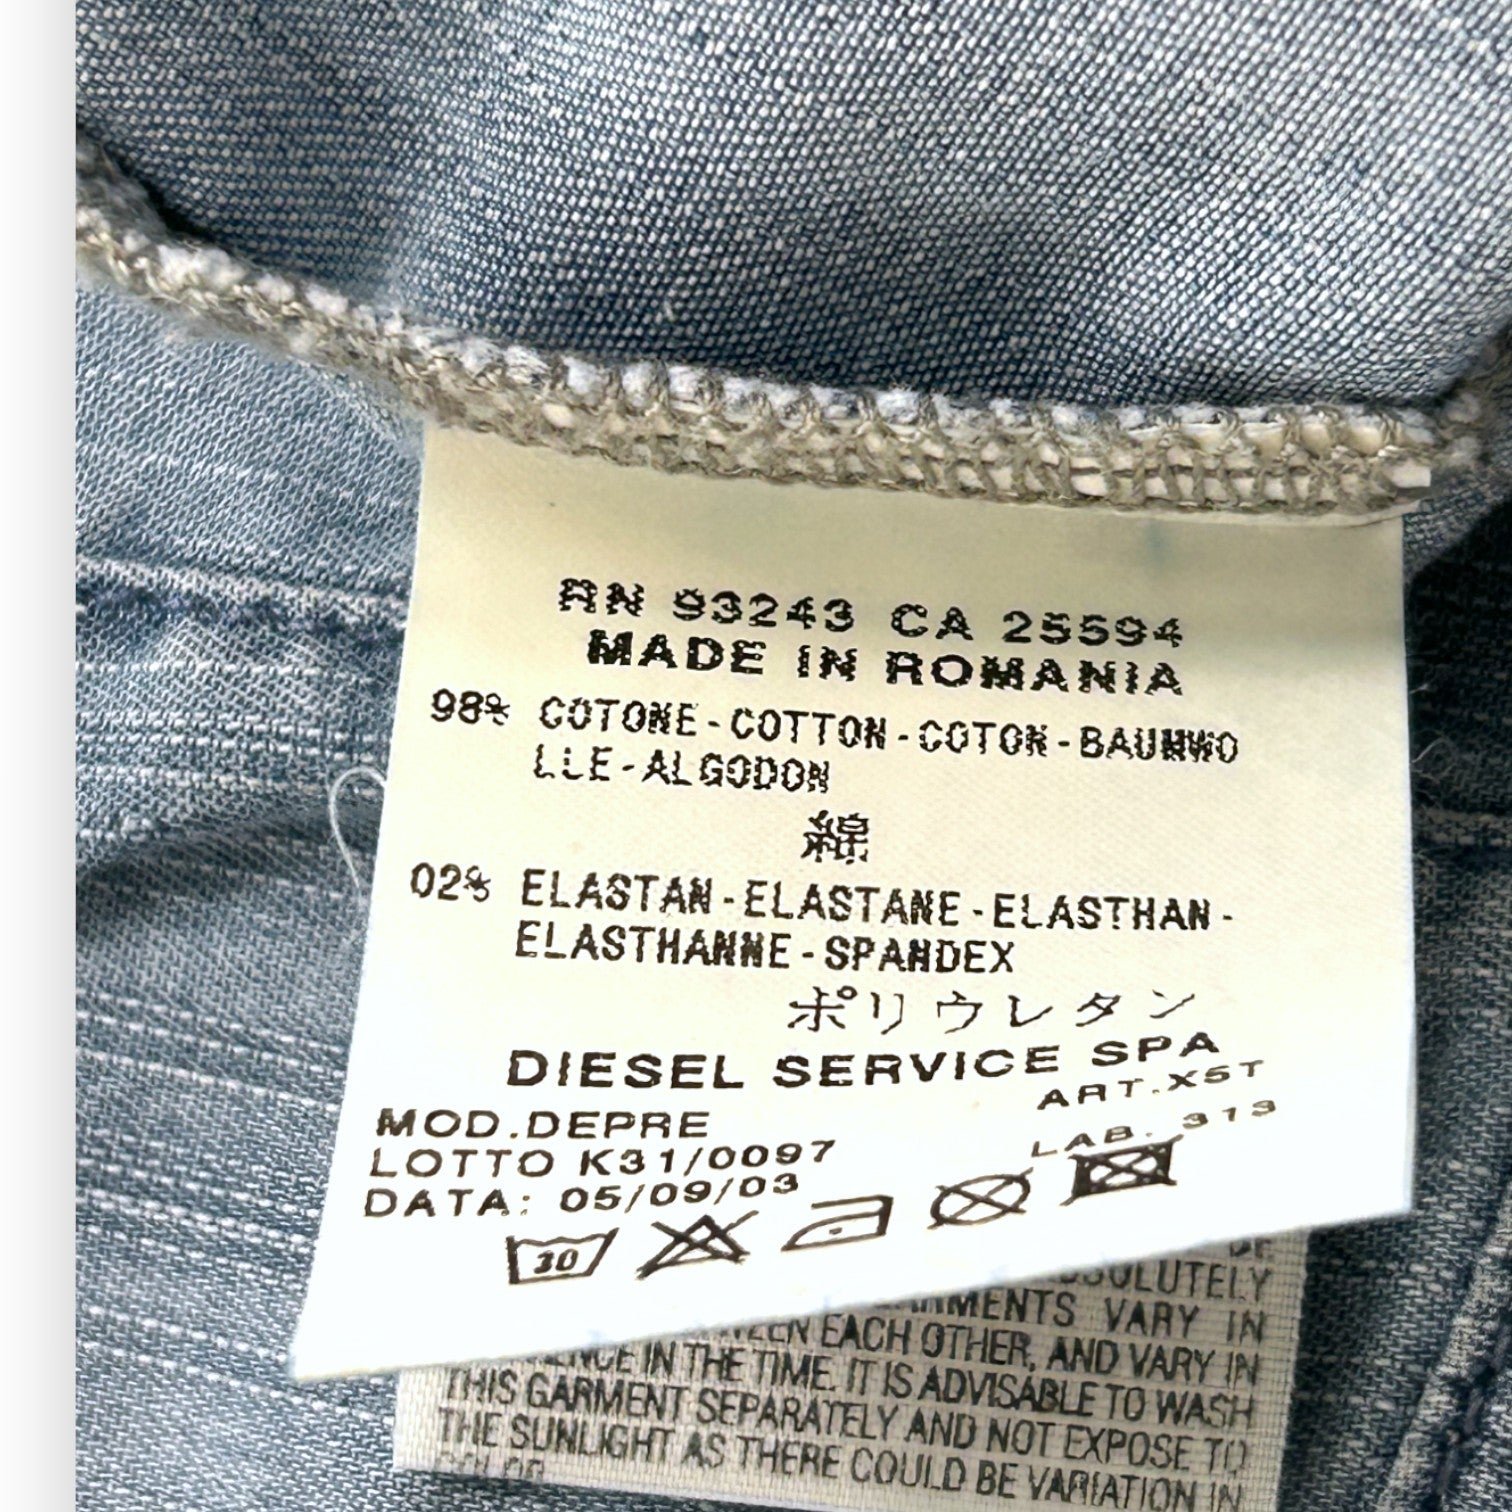 RN 93243 CA 25594
MADE IN ROMANIA
98% COTONE-COTTON-COTON-BAUMWO
LLE-ALGODON
綿
02% ELASTAN-ELASTANE-ELASTHAN-
ELASTHANNE-SPANDEX
ポリウレタン
DIESEL SERVICE SPA
ART.X5T
MOD.DEPRE
LAB. 313
LOTTO K31/0097
DATA: 05/09/03
30
OF
VARY IN
EACH OTHER, AND VARY IN
IN THE TIME. IT IS ADVISABLE TO WASH
THIS GARMENT SEPARATELY AND NOT EXPOSE TO
THE SUNLIGHT AS THERE COULD BE VARIATION IN